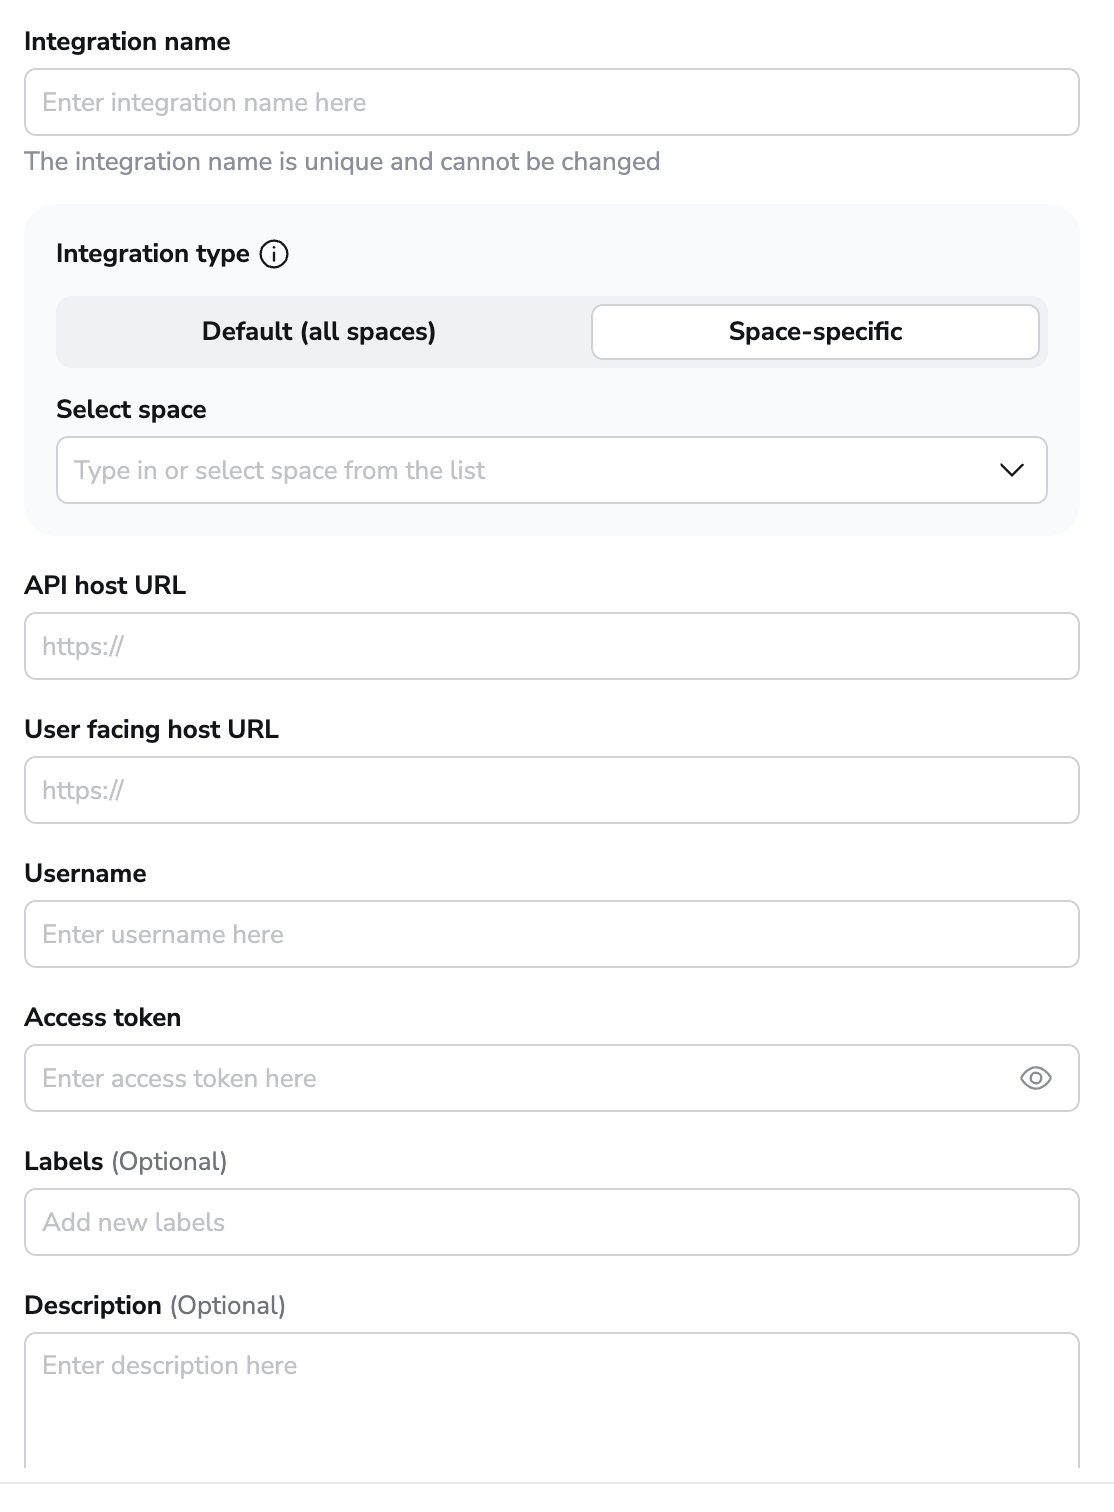 Integration name
Enter integration name here
The integration name is unique and cannot be changed
Integration type
Default (all spaces) Space-specific
Select space
Type in or select space from the list
API host URL
https://
User facing host URL
https://
Username
Enter username here
Access token
Enter access token here
Labels (Optional)
Add new labels
Description (Optional)
Enter description here